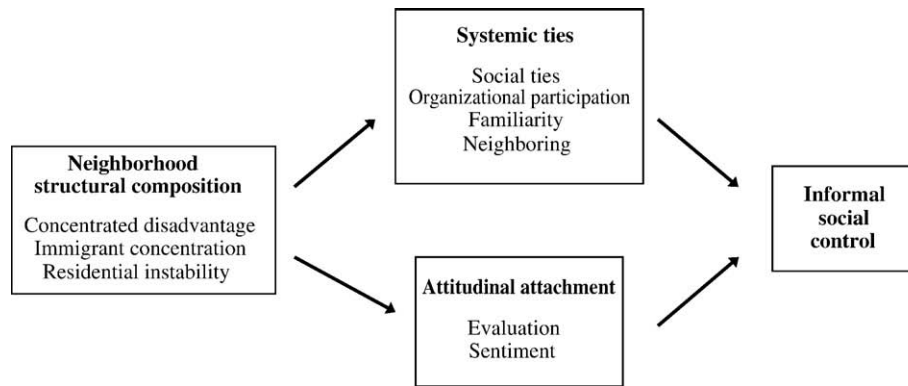 Systemic ties
Social ties
Organizational participation
Familiarity
Neighboring
Neighborhood
structural composition
Concentrated disadvantage
Immigrant concentration
Residential instability
Informal
social
control
Attitudinal attachment
Evaluation
Sentiment